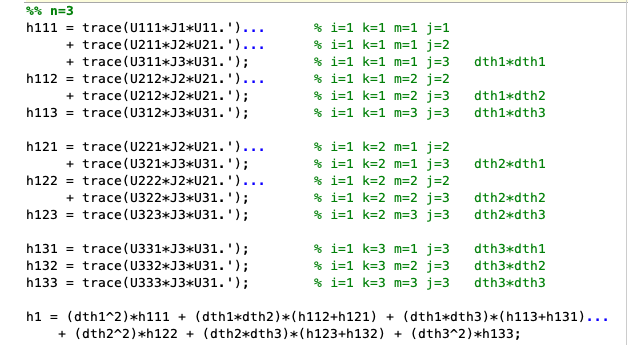 %% n=3
h111 = trace(U111*J1*U11.')... % i=1 k=1 m=1 j=1
+ trace(U211*J2*U21.')... % i=1 k=1 m=1 j=2
+ trace(U311*J3*U31.'); % i=1 k=1 m=1 j=3 dth1*dth1
h112 = trace(U212*J2*U21.')... % i=1 k=1 m=2 j=2
+ trace(U212*J2*U21.'); % i=1 k=1 m=2 j=3 dth1*dth2
h113 = trace(U312*J3*U31.'); % i=1 k=1 m=3 j=3 dth1*dth3
h121 = trace(U221*J2*U21.')... % i=1 k=2 m=1 j=2
+ trace(U321*J3*U31.'); % i=1 k=2 m=1 j=3 dth2*dth1
h122 = trace(U222*J2*U21.')... % i=1 k=2 m=2 j=2
+ trace(U322*J3*U31.'); % i=1 k=2 m=2 j=3 dth2*dth2
h123 = trace(U323*J3*U31.'); % i=1 k=2 m=3 j=3 dth2*dth3
h131 = trace(U331*J3*U31.'); % i=1 k=3 m=1 j=3 dth3*dth1
h132 = trace(U332*J3*U31.'); % i=1 k=3 m=2 j=3 dth3*dth2
h133 = trace(U333*J3*U31.'); % i=1 k=3 m=3 j=3 dth3*dth3
h1 = (dth1^2)*h111 + (dth1*dth2)*(h112+h121) + (dth1*dth3)*(h113+h131)...
+ (dth2^2)*h122 + (dth2*dth3)*(h123+h132) + (dth3^2)*h133;